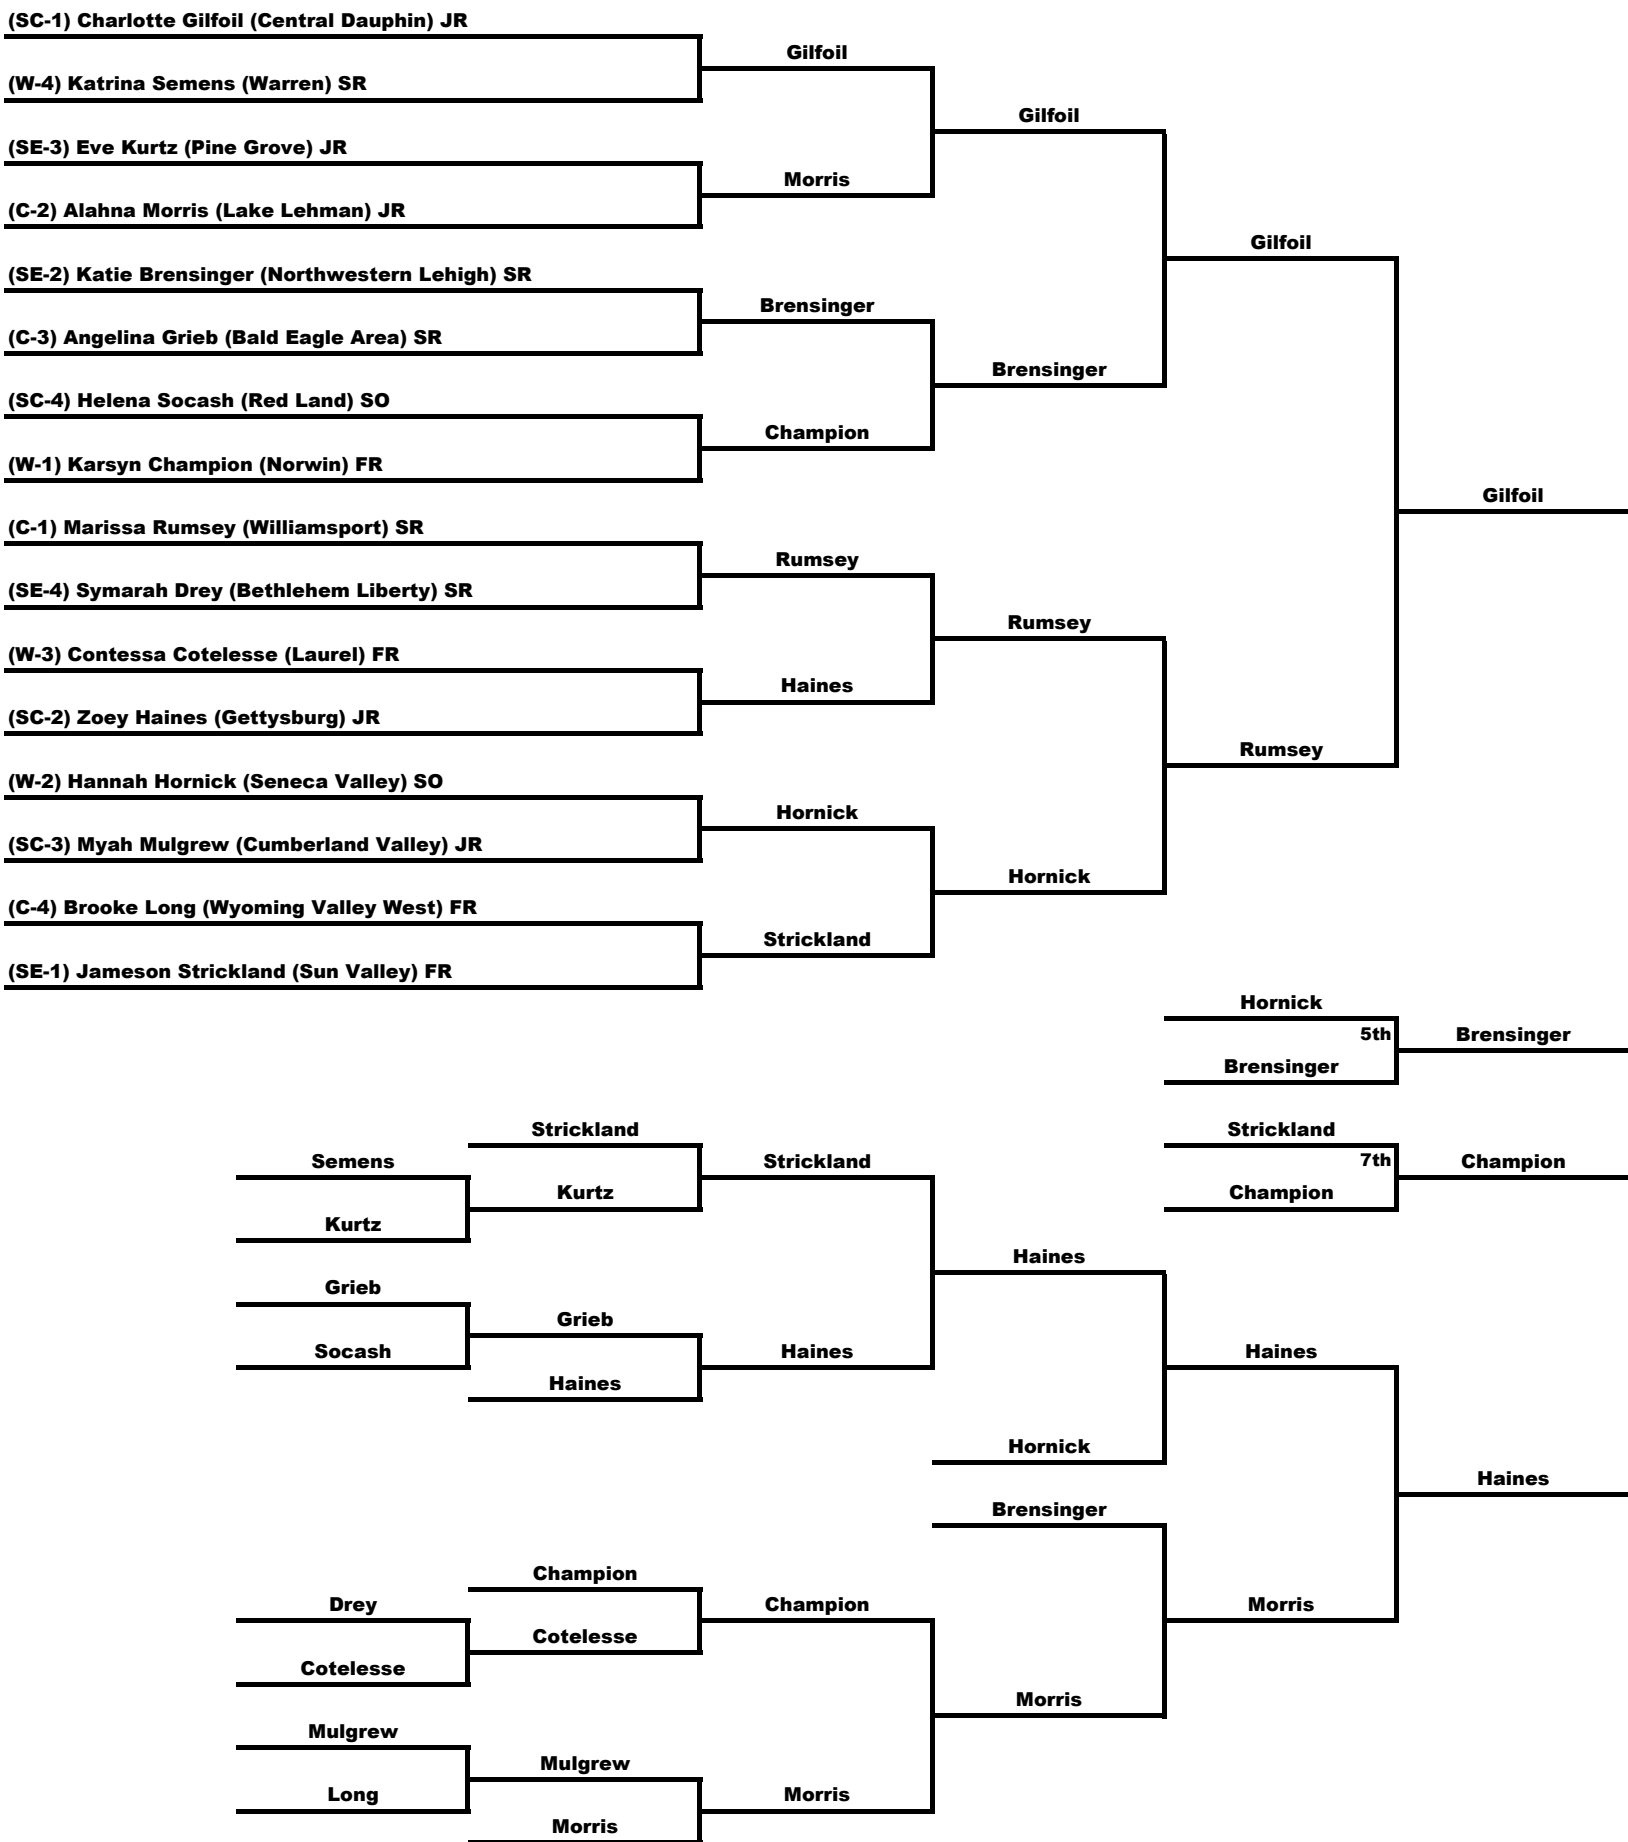 (SC-1) Charlotte Gilfoil (Central Dauphin) JR
Gilfoil
(W-4) Katrina Semens (Warren) SR
Gilfoil
(SE-3) Eve Kurtz (Pine Grove) JR
Morris
(C-2) Alahna Morris (Lake Lehman) JR
Gilfoil
(SE-2) Katie Brensinger (Northwestern Lehigh) SR
Brensinger
(C-3) Angelina Grieb (Bald Eagle Area) SR
Brensinger
(SC-4) Helena Socash (Red Land) SO
Champion
(W-1) Karsyn Champion (Norwin) FR
Gilfoil
(C-1) Marissa Rumsey (Williamsport) SR
Rumsey
(SE-4) Symarah Drey (Bethlehem Liberty) SR
Rumsey
(W-3) Contessa Cotelesse (Laurel) FR
Haines
(SC-2) Zoey Haines (Gettysburg) JR
Rumsey
(W-2) Hannah Hornick (Seneca Valley) SO
Hornick
(SC-3) Myah Mulgrew (Cumberland Valley) JR
Hornick
(C-4) Brooke Long (Wyoming Valley West) FR
Strickland
(SE-1) Jameson Strickland (Sun Valley) FR
Hornick
5th
Brensinger
Brensinger
Strickland
Strickland
Semens
Strickland
7th
Champion
Kurtz
Champion
Kurtz
Haines
Grieb
Grieb
Socash
Haines
Haines
Haines
Hornick
Haines
Brensinger
Champion
Drey
Champion
Morris
Cotelesse
Cotelesse
Morris
Mulgrew
Mulgrew
Long
Morris
Morris